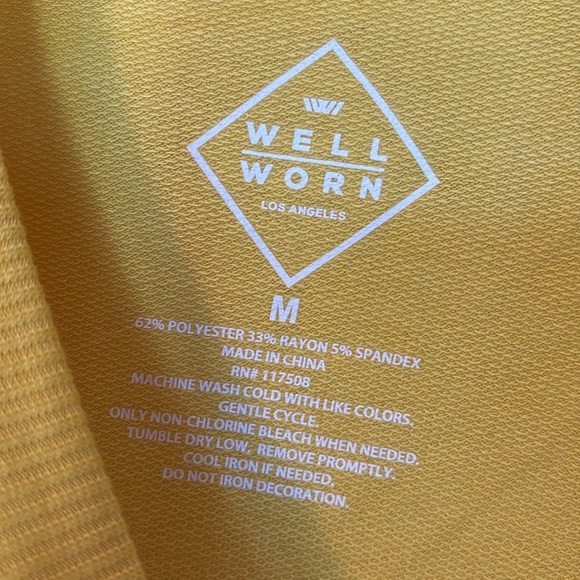 WELL
WORN
LOS ANGELES
M
62% POLYESTER 33% RAYON 5% SPANDEX
MADE IN CHINA
RN# 117508
MACHINE WASH COLD WITH LIKE COLORS.
GENTLE CYCLE.
ONLY NON-CHLORINE BLEACH WHEN NEEDED.
TUMBLE DRY LOW, REMOVE PROMPTLY.
COOL IRON IF NEEDED.
DO NOT IRON DECORATION.